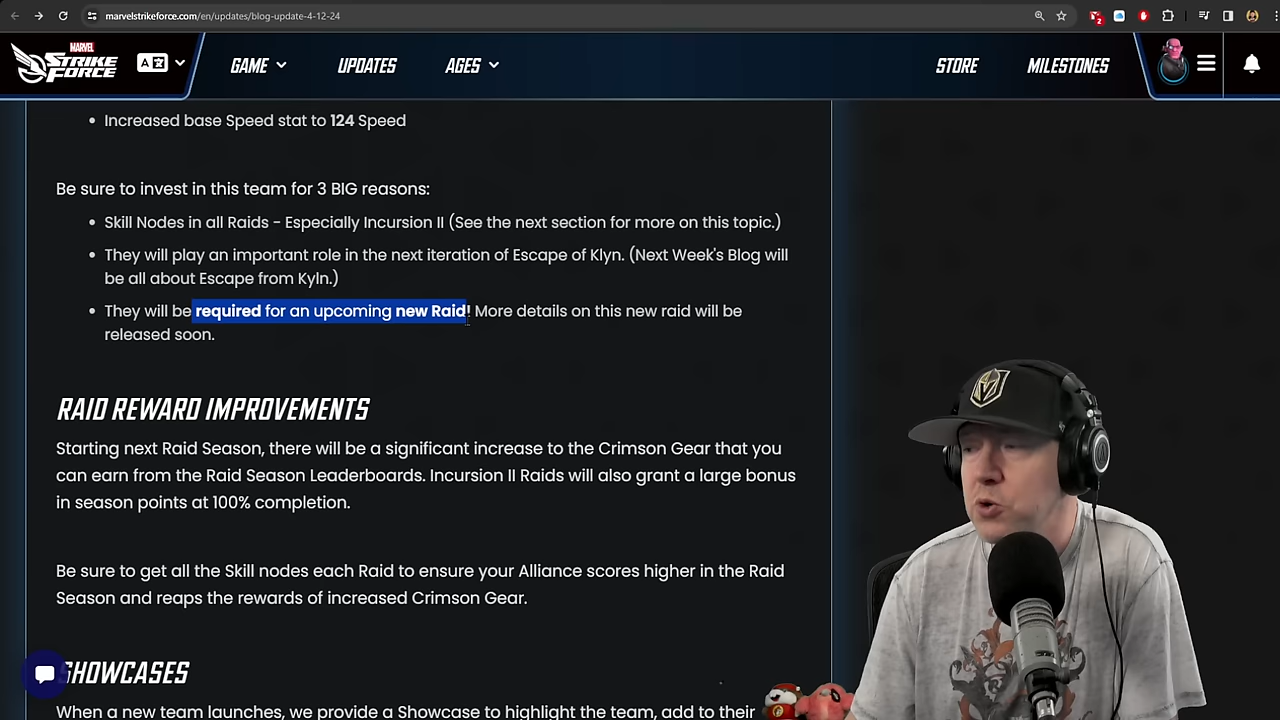 marvelstrikeforce.com/en/updates/blog-update-4-12-24
2
MARVEL
STRIKE
FORCE
A
GAME
UPDATES
AGES
STORE
MILESTONES
Increased base Speed stat to 124 Speed
Be sure to invest in this team for 3 BIG reasons:
Skill Nodes in all Raids - Especially Incursion II (See the next section for more on this topic.)
They will play an important role in the next iteration of Escape of Klyn. (Next Week's Blog will
be all about Escape from Kyln.)
They will be required for an upcoming new Raid! More details on this new raid will be
released soon.
RAID REWARD IMPROVEMENTS
Starting next Raid Season, there will be a significant increase to the Crimson Gear that you
can earn from the Raid Season Leaderboards. Incursion II Raids will also grant a large bonus
in season points at 100% completion.
Be sure to get all the Skill nodes each Raid to ensure your Alliance scores higher in the Raid
Season and reaps the rewards of increased Crimson Gear.
SHOWCASES
When a new team launches, we provide a Showcase to highlight the team, add to their